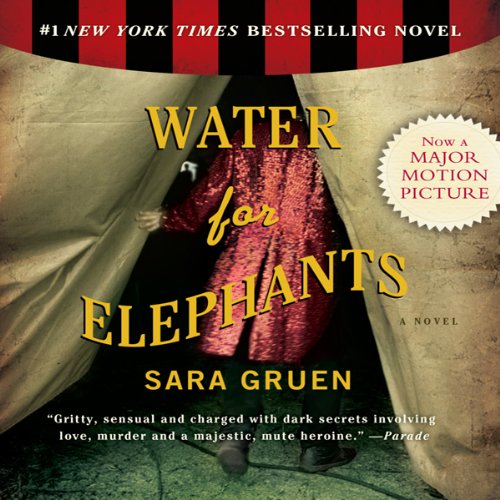 #1 NEW YORK TIMES BESTSELLING NOVEL
WATER
for
ELEPHANTS
NOW A
MAJOR
MOTION
PICTURE
A NOVEL
SARA GRUEN
"Gritty, sensual and charged with dark secrets involving
love, murder and a majestic, mute heroine." —Parade